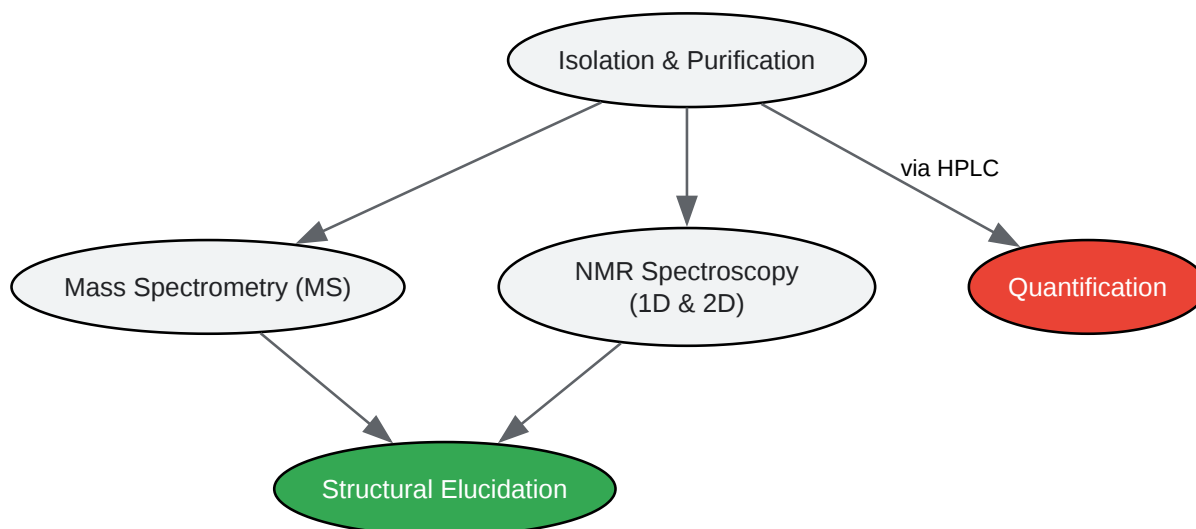 Isolation & Purification
via HPLC
Mass Spectrometry (MS)
NMR Spectroscopy
(1D & 2D)
Quantification
Structural Elucidation